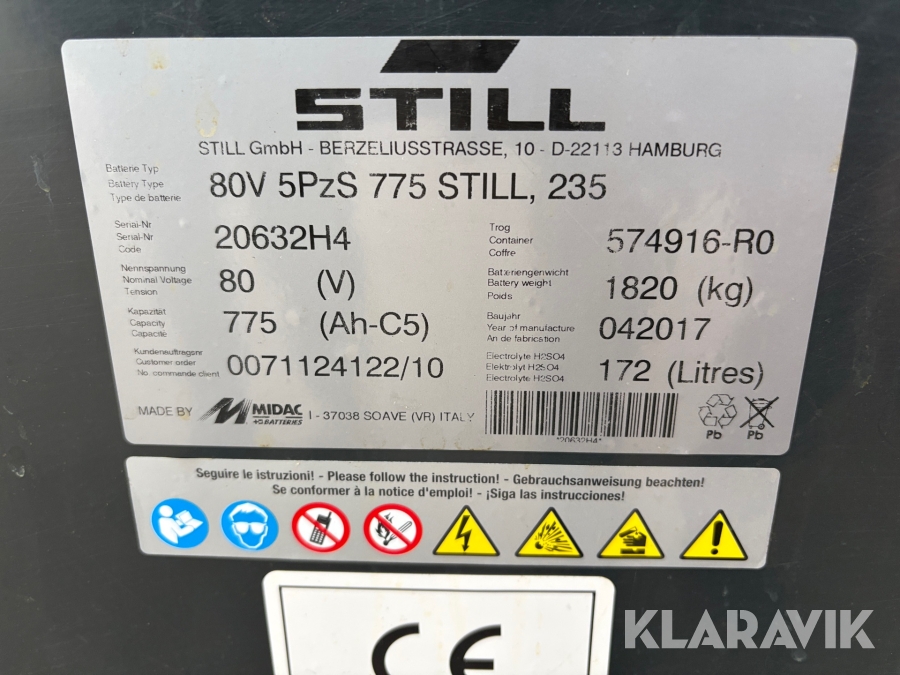 STILL
STILL GmbH - BERZELIUSSTRASSE, 10 - D-22113 HAMBURG
Batterie Typ
Battery Type
Type de batterie
80V 5PzS 775 STILL, 235
Serial-Nr
Serial-Nr
Code
20632H4
Trog
Container
Coffre
574916-R0
Nennspannung
Nominal Voltage
Tension
80 (V)
Batteriengenwicht
Battery weight
Poids
1820 (kg)
Kapazität
Capacity
Capacité
775 (Ah-C5)
Baujahr
Year of manufacture
An de fabrication
042017
Kundenauftragsnr
Customer order
No. commande client
0071124122/10
Electrolyte H2SO4
Elektrolyt H2SO4
Electrolyte H2SO4
172 (Litres)
MADE BY MIDAC BATTERIES I - 37038 SOAVE (VR) ITALY
*20632H4*
Pb Pb
Seguire le istruzioni! - Please follow the instruction! - Gebrauchsanweisung beachten!
Se conformer à la notice d'emploi! - ¡Siga las instrucciones!
CE
KLARAVIK